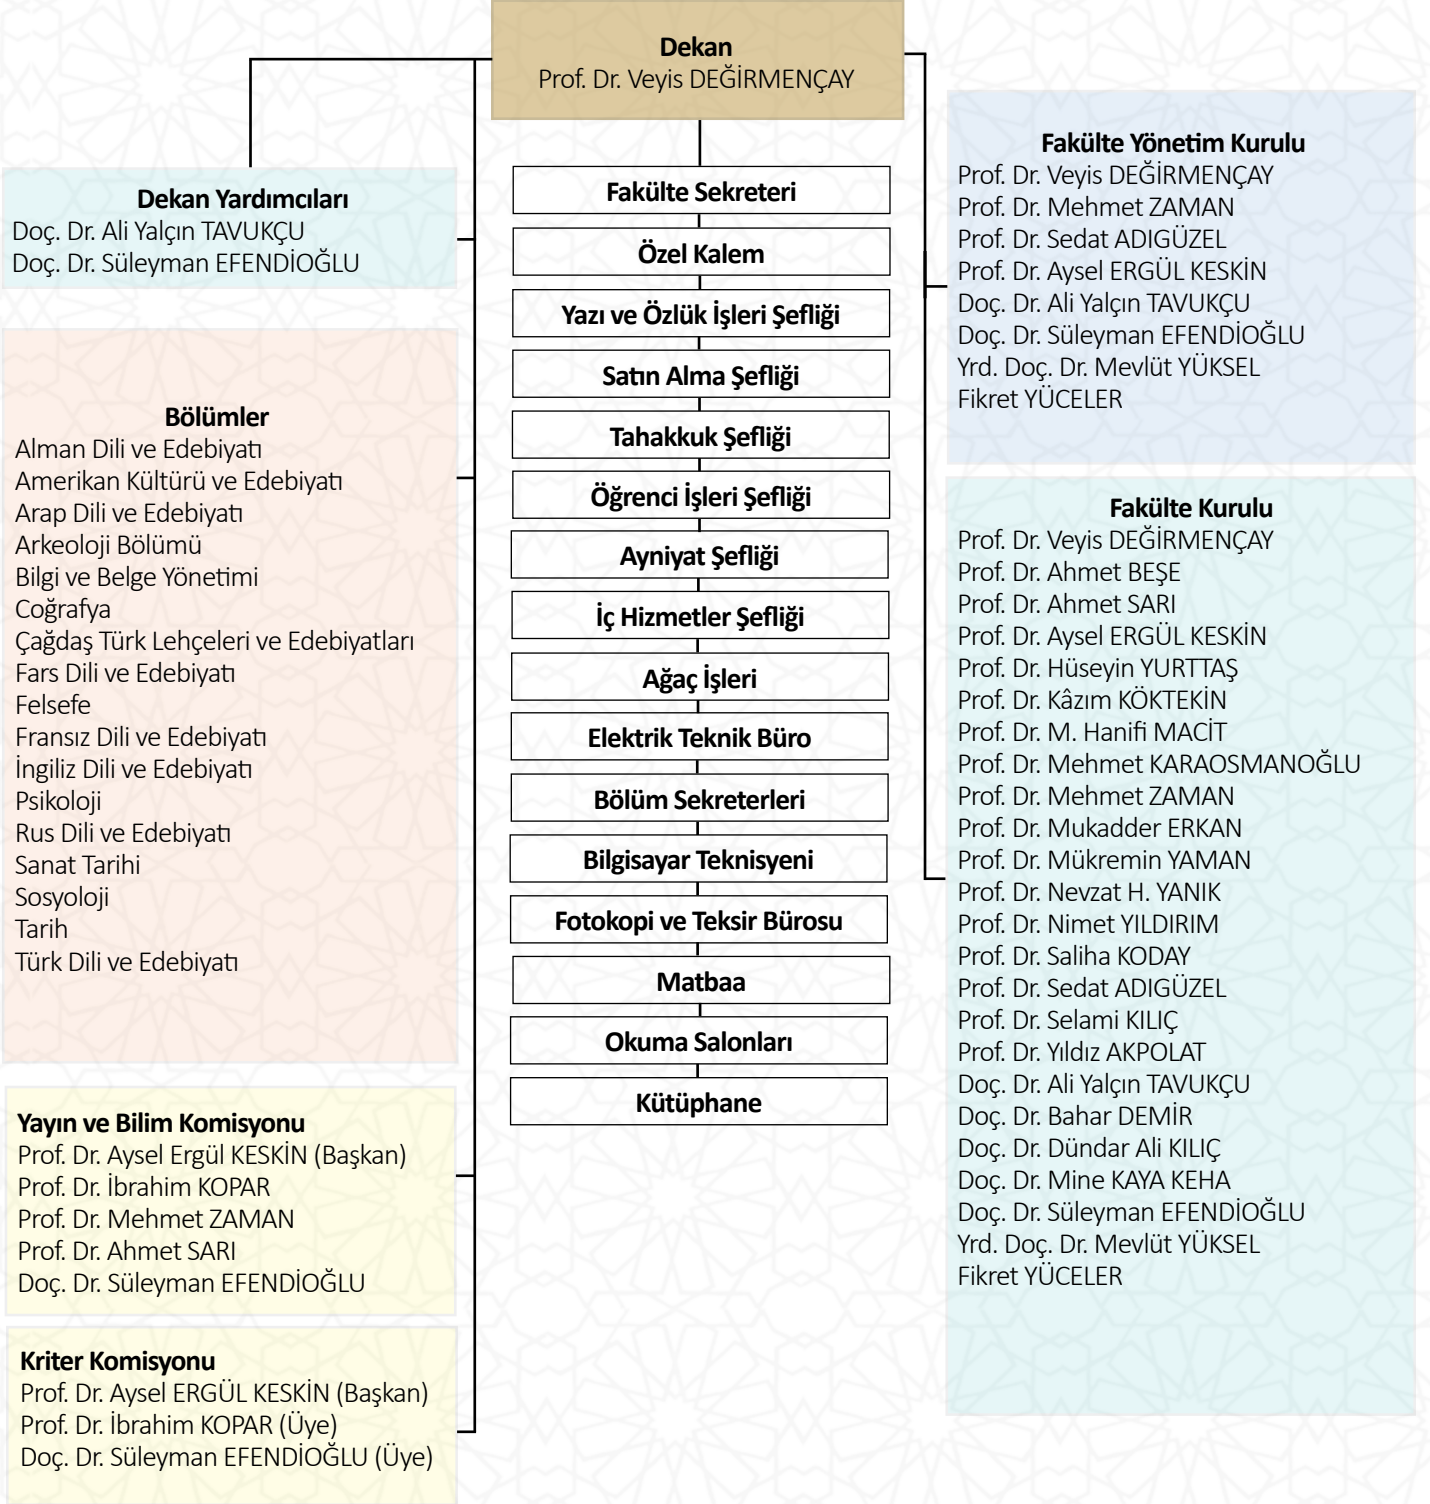 Dekan
Prof. Dr. Veyis DEĞİRMENÇAY
Dekan Yardımcıları
Doç. Dr. Ali Yalçın TAVUKÇU
Doç. Dr. Süleyman EFENDİOĞLU
Bölümler
Alman Dili ve Edebiyatı
Amerikan Kültürü ve Edebiyatı
Arap Dili ve Edebiyatı
Arkeoloji Bölümü
Bilgi ve Belge Yönetimi
Coğrafya
Çağdaş Türk Lehçeleri ve Edebiyatları
Fars Dili ve Edebiyatı
Felsefe
Fransız Dili ve Edebiyatı
İngiliz Dili ve Edebiyatı
Psikoloji
Rus Dili ve Edebiyatı
Sanat Tarihi
Sosyoloji
Tarih
Türk Dili ve Edebiyatı
Yayın ve Bilim Komisyonu
Prof. Dr. Aysel Ergül KESKİN (Başkan)
Prof. Dr. İbrahim KOPAR
Prof. Dr. Mehmet ZAMAN
Prof. Dr. Ahmet SARI
Doç. Dr. Süleyman EFENDİOĞLU
Kriter Komisyonu
Prof. Dr. Aysel ERGÜL KESKİN (Başkan)
Prof. Dr. İbrahim KOPAR (Üye)
Doç. Dr. Süleyman EFENDİOĞLU (Üye)
Fakülte Sekreteri
Özel Kalem
Yazı ve Özlük İşleri Şefliği
Satın Alma Şefliği
Tahakkuk Şefliği
Öğrenci İşleri Şefliği
Ayniyat Şefliği
İç Hizmetler Şefliği
Ağaç İşleri
Elektrik Teknik Büro
Bölüm Sekreterleri
Bilgisayar Teknisyeni
Fotokopi ve Teksir Bürosu
Matbaa
Okuma Salonları
Kütüphane
Fakülte Yönetim Kurulu
Prof. Dr. Veyis DEĞİRMENÇAY
Prof. Dr. Mehmet ZAMAN
Prof. Dr. Sedat ADIGÜZEL
Prof. Dr. Aysel ERGÜL KESKİN
Doç. Dr. Ali Yalçın TAVUKÇU
Doç. Dr. Süleyman EFENDİOĞLU
Yrd. Doç. Dr. Mevlüt YÜKSEL
Fikret YÜCELER
Fakülte Kurulu
Prof. Dr. Veyis DEĞİRMENÇAY
Prof. Dr. Ahmet BEŞE
Prof. Dr. Ahmet SARI
Prof. Dr. Aysel ERGÜL KESKİN
Prof. Dr. Hüseyin YURTTAŞ
Prof. Dr. Kâzım KÖKTEKİN
Prof. Dr. M. Hanifi MACİT
Prof. Dr. Mehmet KARAOSMANOĞLU
Prof. Dr. Mehmet ZAMAN
Prof. Dr. Mukadder ERKAN
Prof. Dr. Mükremin YAMAN
Prof. Dr. Nevzat H. YANIK
Prof. Dr. Nimet YILDIRIM
Prof. Dr. Saliha KODAY
Prof. Dr. Sedat ADIGÜZEL
Prof. Dr. Selami KILIÇ
Prof. Dr. Yıldız AKPOLAT
Doç. Dr. Ali Yalçın TAVUKÇU
Doç. Dr. Bahar DEMİR
Doç. Dr. Dündar Ali KILIÇ
Doç. Dr. Mine KAYA KEHA
Doç. Dr. Süleyman EFENDİOĞLU
Yrd. Doç. Dr. Mevlüt YÜKSEL
Fikret YÜCELER